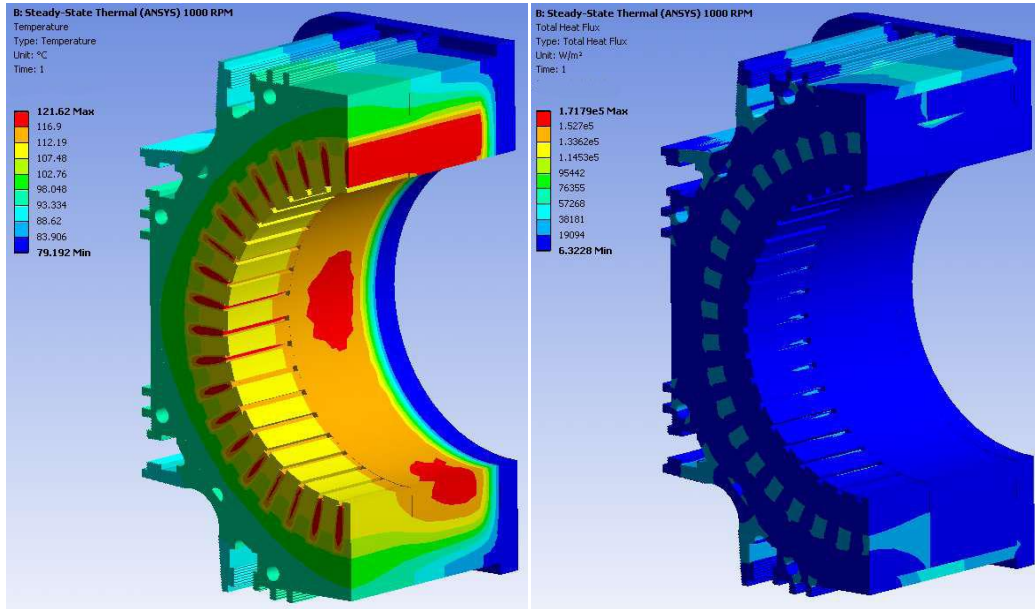 B: Steady-State Thermal (ANSYS) 1000 RPM
Temperature
Type: Temperature
Unit: °C
Time: 1
121.62 Max
116.9
112.19
107.48
102.76
98.048
93.334
88.62
83.906
79.192 Min
B: Steady-State Thermal (ANSYS) 1000 RPM
Total Heat Flux
Type: Total Heat Flux
Unit: W/m²
Time: 1
1.7179e5 Max
1.527e5
1.3362e5
1.1453e5
95442
76355
57268
38181
19094
6.3228 Min